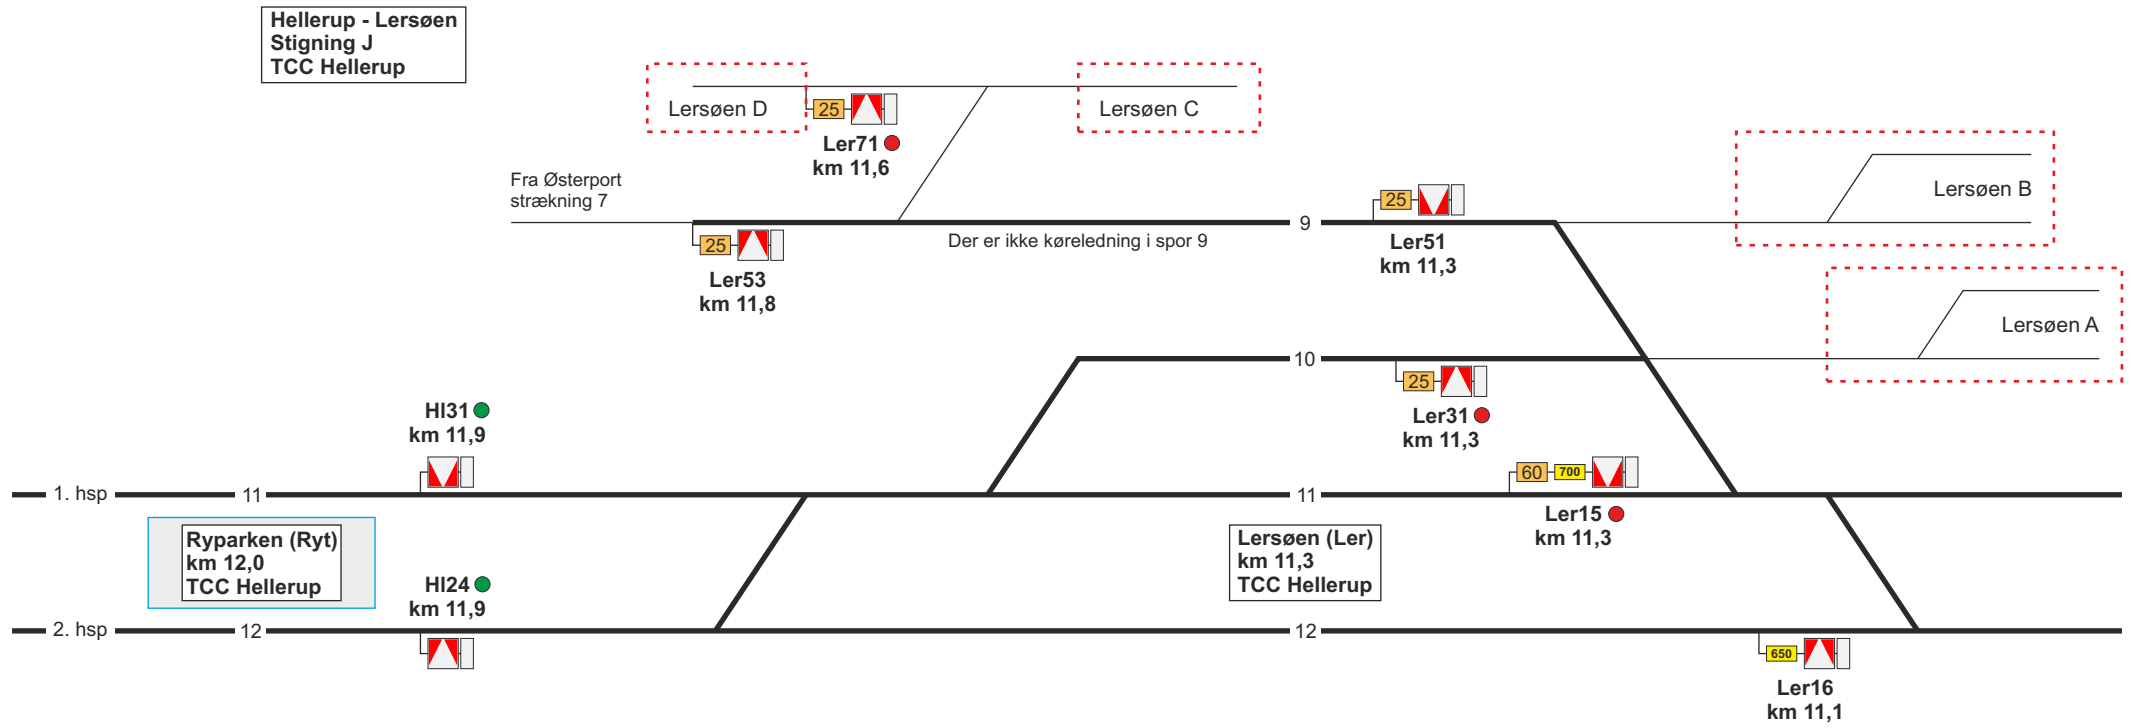 Hellerup - Lersøen
Stigning J
TCC Hellerup
Lersøen D
25
Ler71
km 11,6
Lersøen C
Fra Østerport
strækning 7
25
Ler53
km 11,8
Der er ikke køreledning i spor 9
9
25
Ler51
km 11,3
Lersøen B
Lersøen A
10
25
Ler31
km 11,3
Hl31
km 11,9
60
700
1. hsp
11
11
Ler15
km 11,3
Ryparken (Ryt)
km 12,0
TCC Hellerup
Lersøen (Ler)
km 11,3
TCC Hellerup
Hl24
km 11,9
2. hsp
12
12
650
Ler16
km 11,1